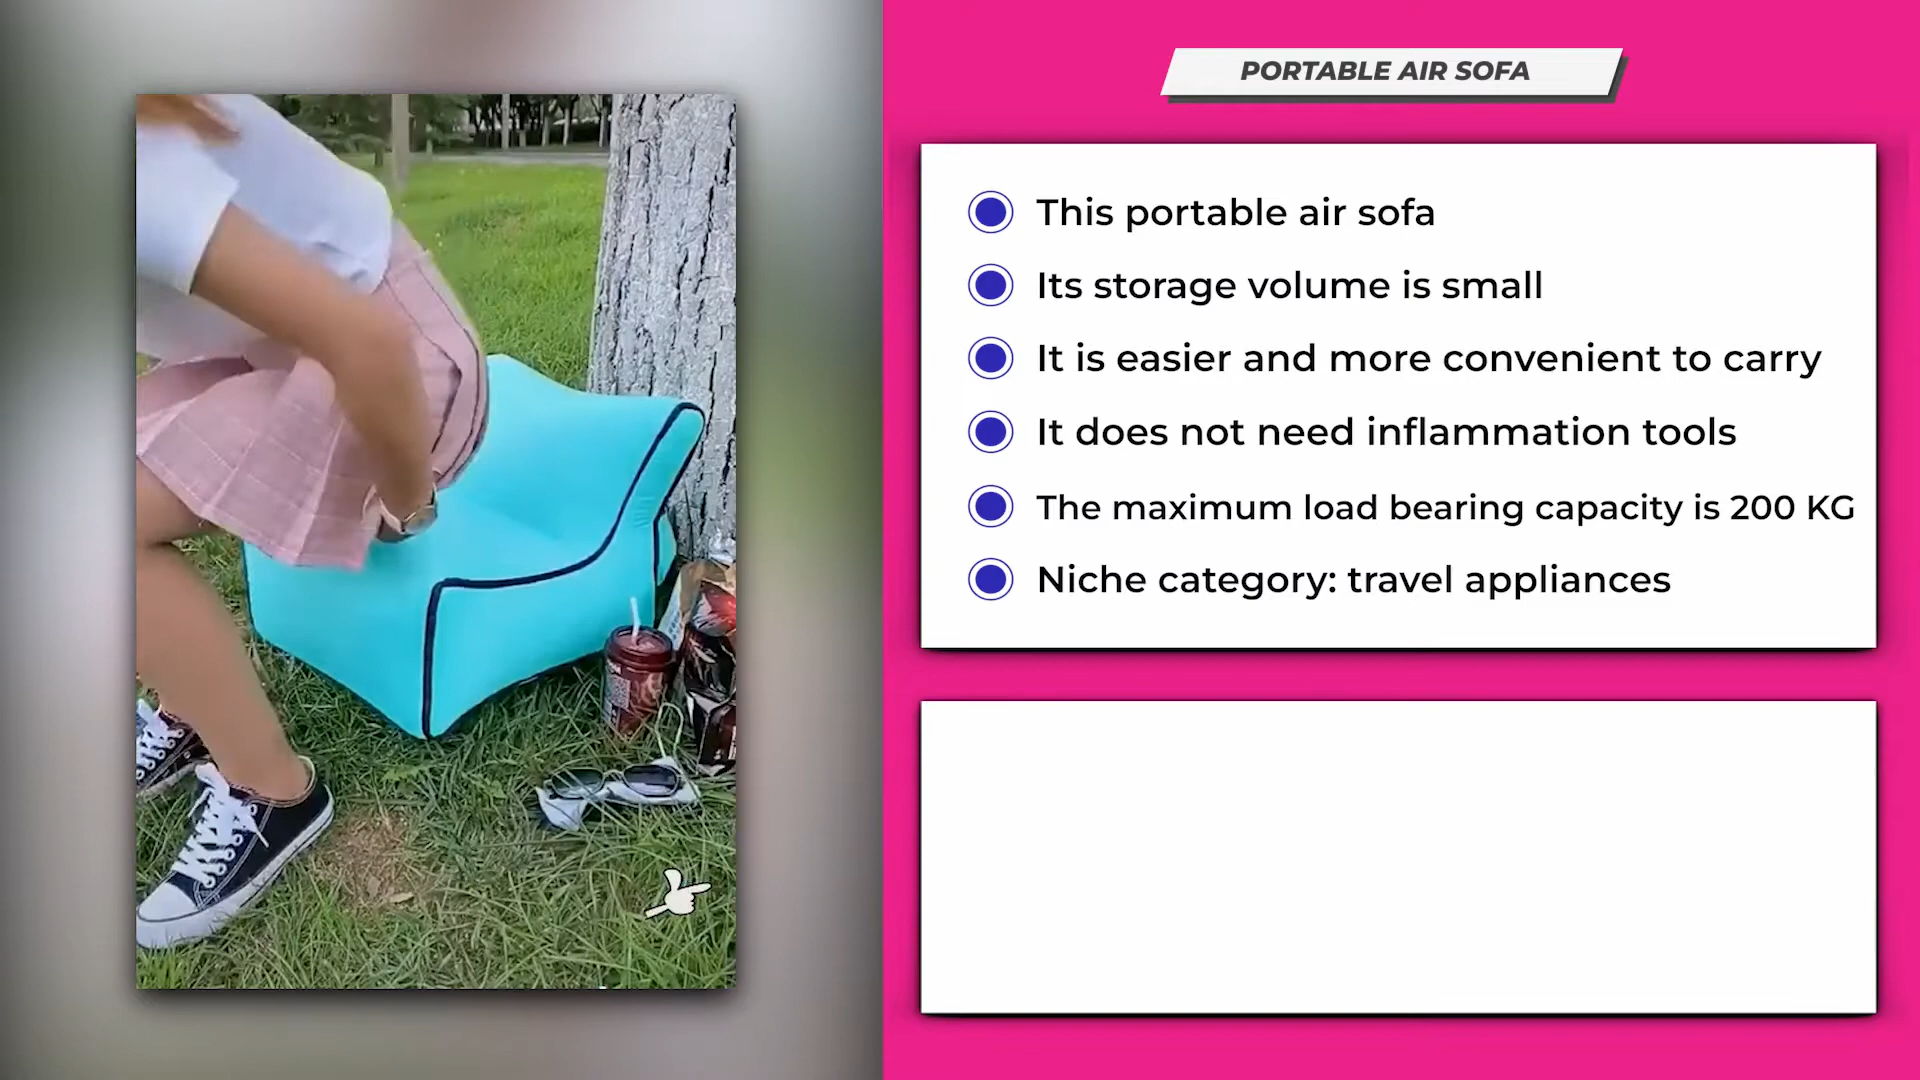 PORTABLE AIR SOFA
This portable air sofa
Its storage volume is small
It is easier and more convenient to carry
It does not need inflammation tools
The maximum load bearing capacity is 200 KG
Niche category: travel appliances